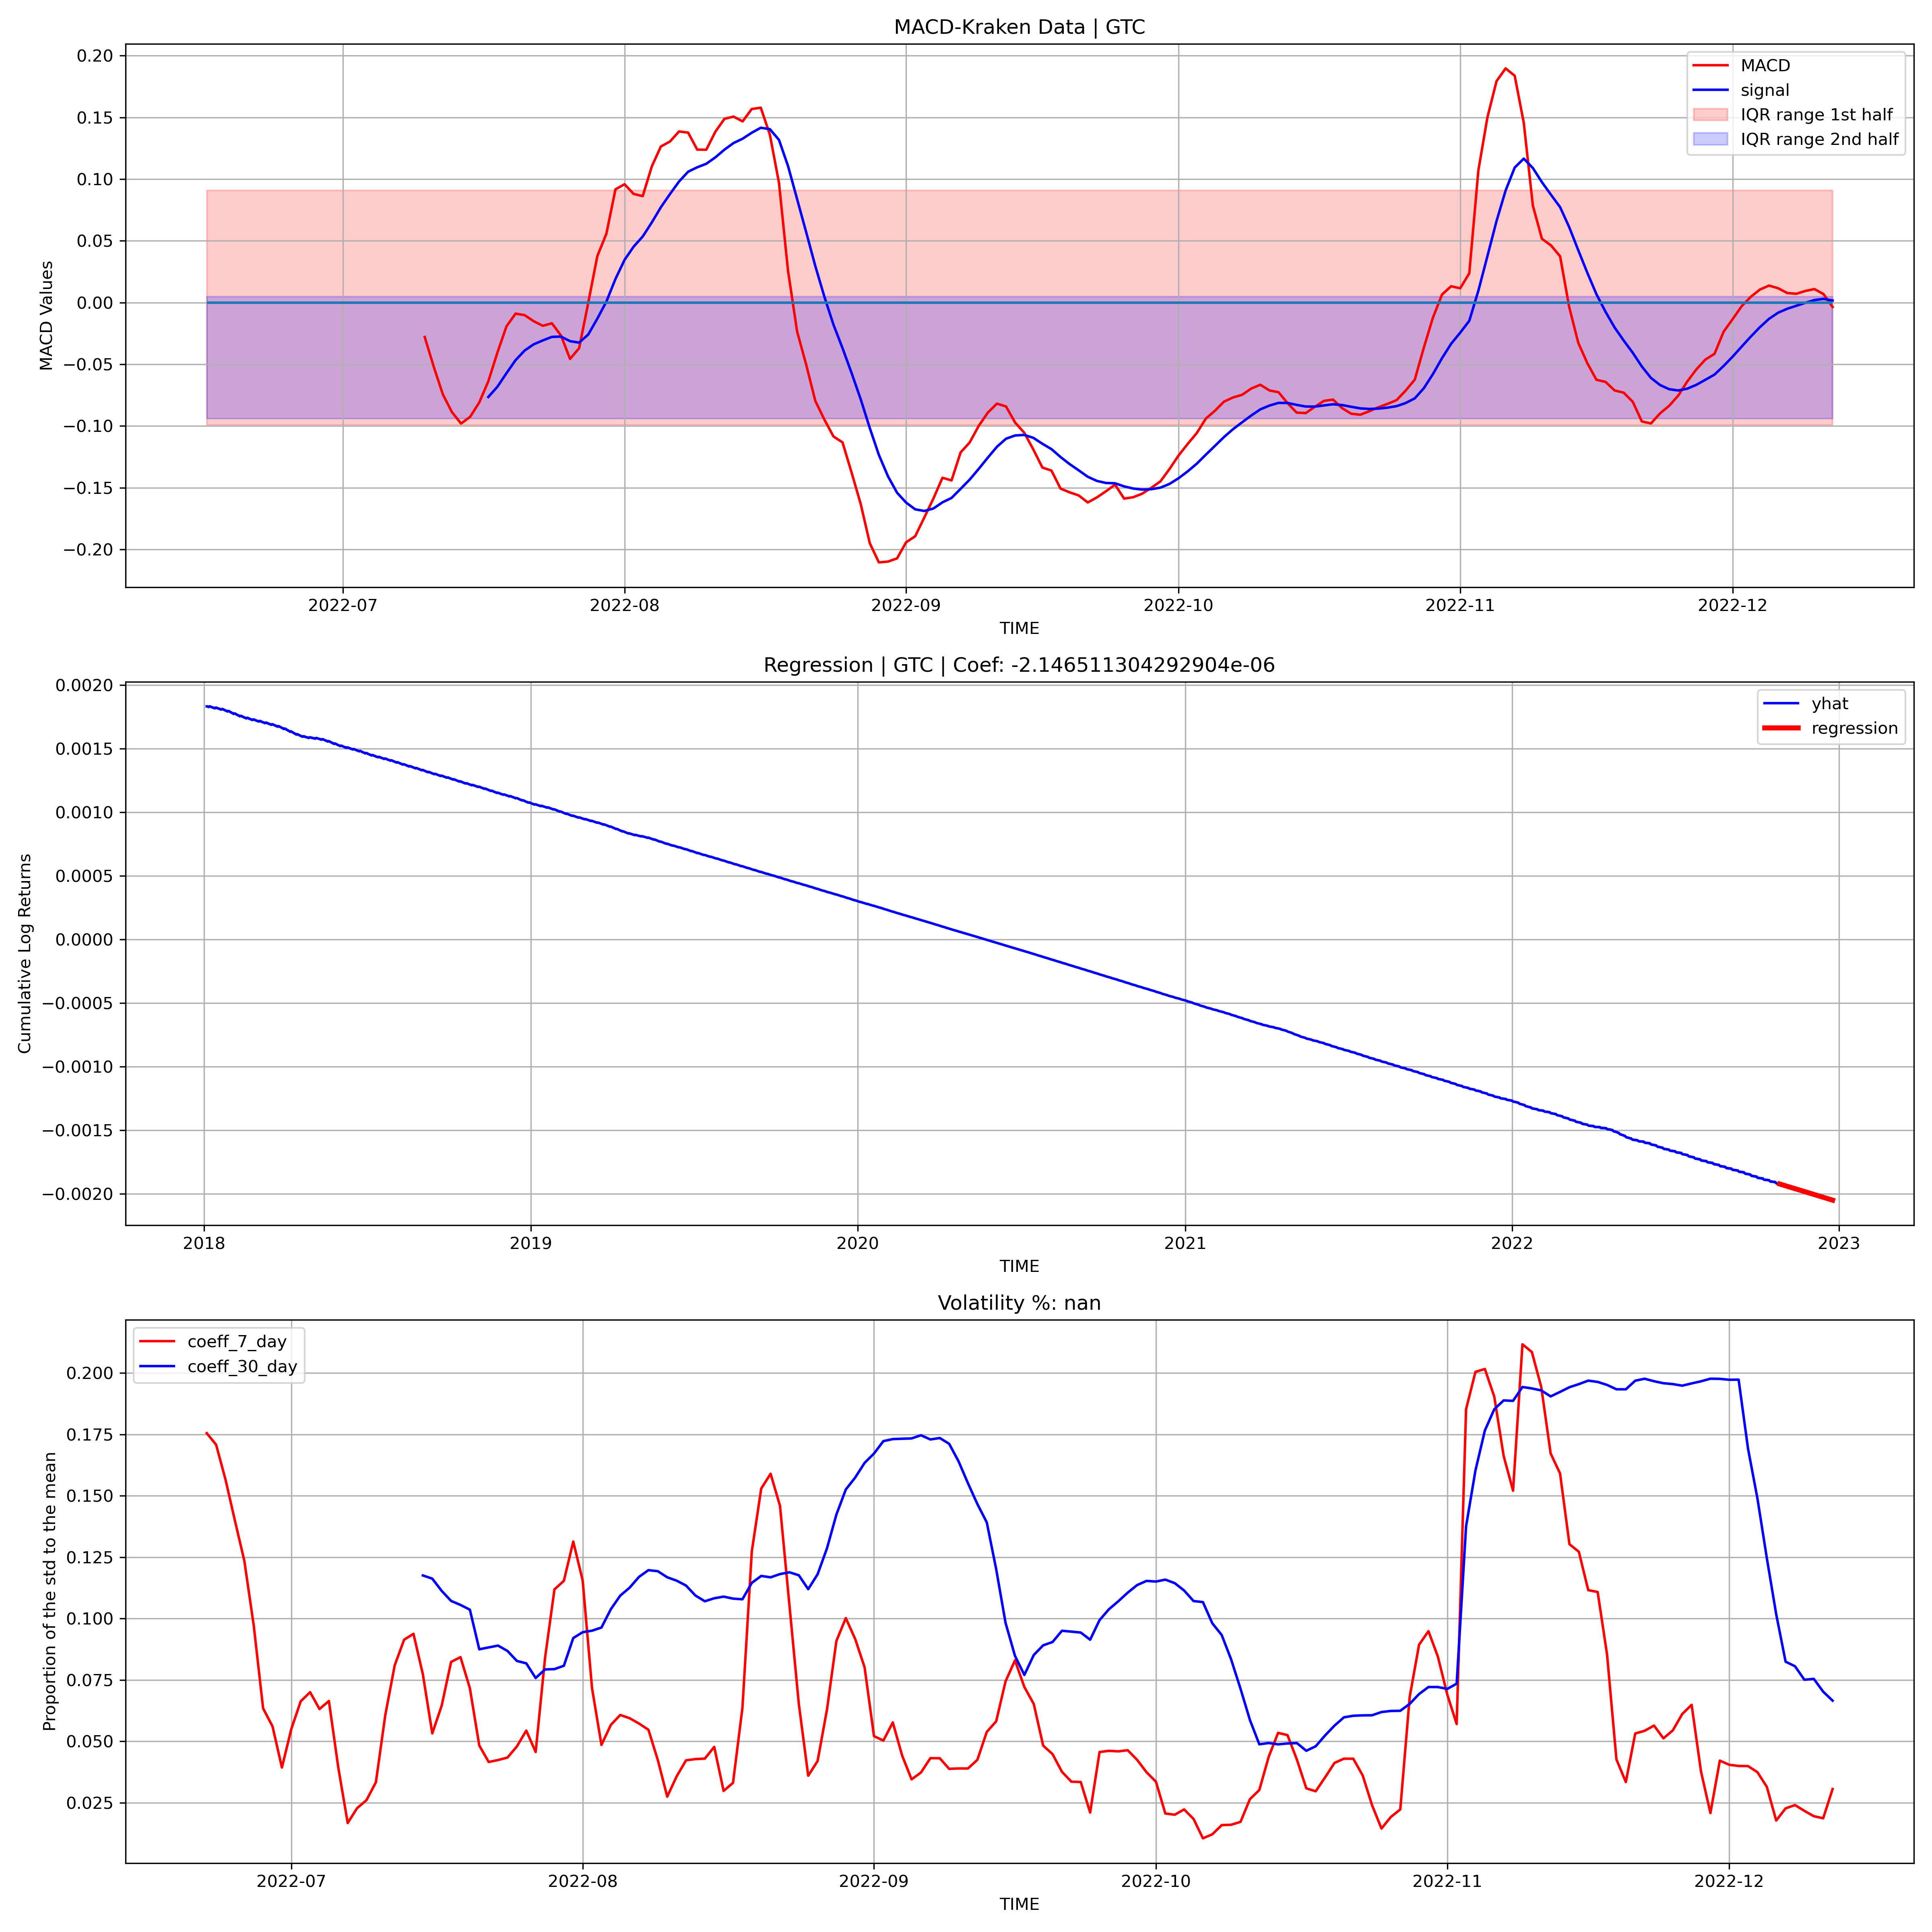 MACD-Kraken Data | GTC
MACD Values
0.20
0.15
0.10
0.05
0.00
−0.05
−0.10
−0.15
−0.20
MACD
signal
IQR range 1st half
IQR range 2nd half
2022-07
2022-08
2022-09
2022-10
2022-11
2022-12
TIME
Regression | GTC | Coef: -2.146511304292904e-06
Cumulative Log Returns
0.0020
0.0015
0.0010
0.0005
0.0000
−0.0005
−0.0010
−0.0015
−0.0020
yhat
regression
2018
2019
2020
2021
2022
2023
TIME
Volatility %: nan
Proportion of the std to the mean
0.200
0.175
0.150
0.125
0.100
0.075
0.050
0.025
coeff_7_day
coeff_30_day
2022-07
2022-08
2022-09
2022-10
2022-11
2022-12
TIME